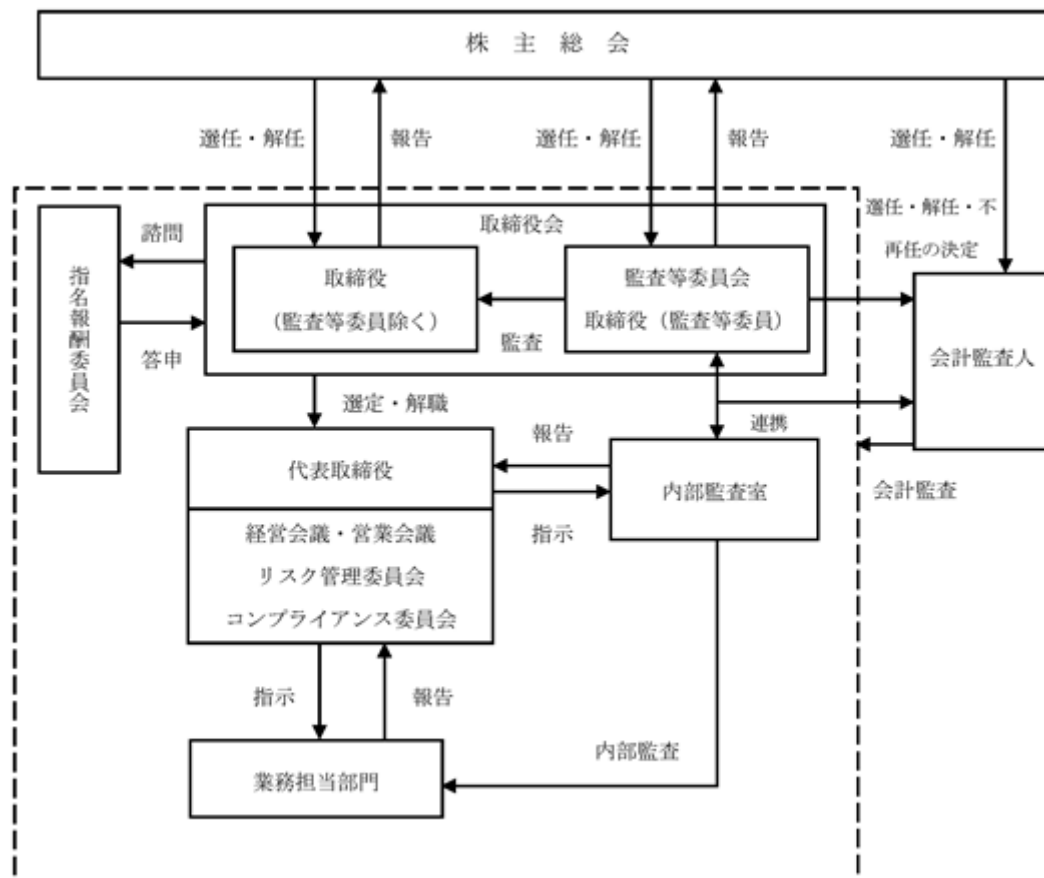 株主総会
選任・解任
報告
選任・解任
報告
選任・解任
指名報酬委員会
諮問
答申
取締役会
取締役
（監査等委員除く）
監査
監査等委員会
取締役（監査等委員）
選任・解任・不
再任の決定
会計監査人
選定・解職
連携
会計監査
代表取締役
経営会議・営業会議
リスク管理委員会
コンプライアンス委員会
報告
指示
内部監査室
指示
報告
内部監査
業務担当部門